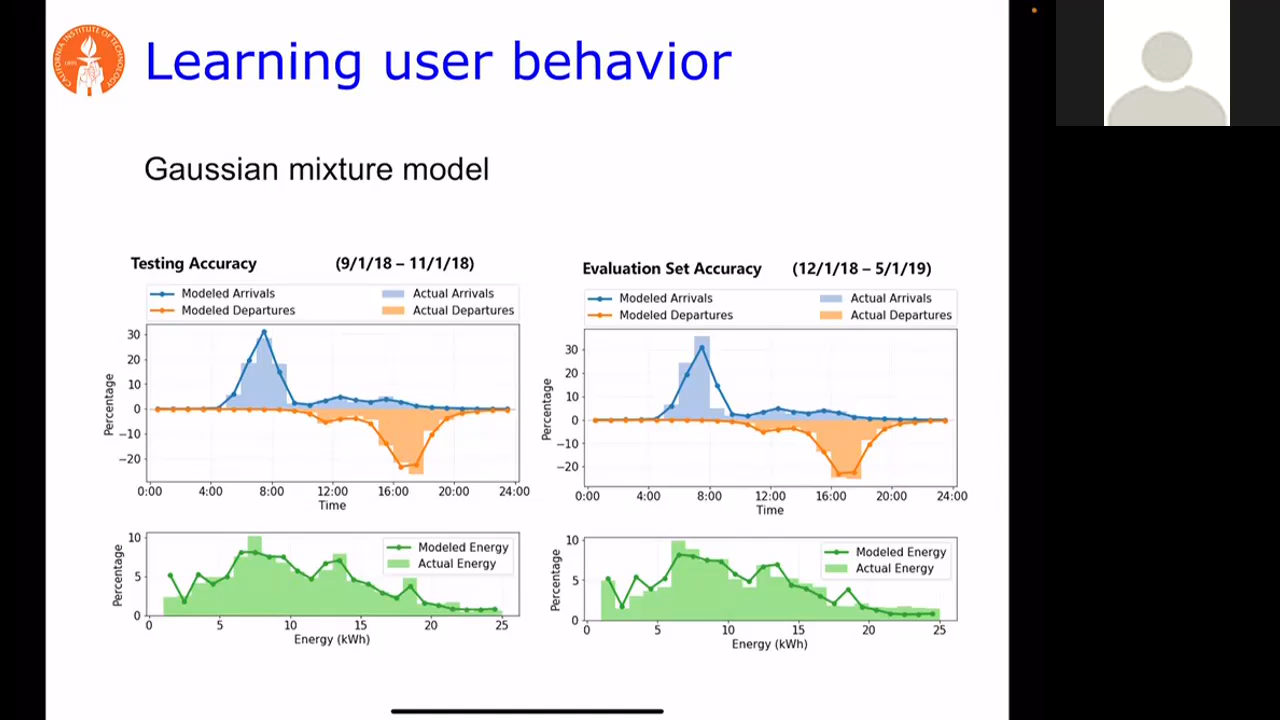 CALIFORNIA INSTITUTE OF TECHNOLOGY
1891
Learning user behavior
Gaussian mixture model
Testing Accuracy (9/1/18 – 11/1/18)
Modeled Arrivals Actual Arrivals
Modeled Departures Actual Departures
30
20
10
0
−10
−20
Percentage
0:00 4:00 8:00 12:00 16:00 20:00 24:00
Time
10
5
0
Percentage
Modeled Energy
Actual Energy
0 5 10 15 20 25
Energy (kWh)
Evaluation Set Accuracy (12/1/18 – 5/1/19)
Modeled Arrivals Actual Arrivals
Modeled Departures Actual Departures
30
20
10
0
−10
−20
Percentage
0:00 4:00 8:00 12:00 16:00 20:00 24:00
Time
10
5
0
Percentage
Modeled Energy
Actual Energy
0 5 10 15 20 25
Energy (kWh)